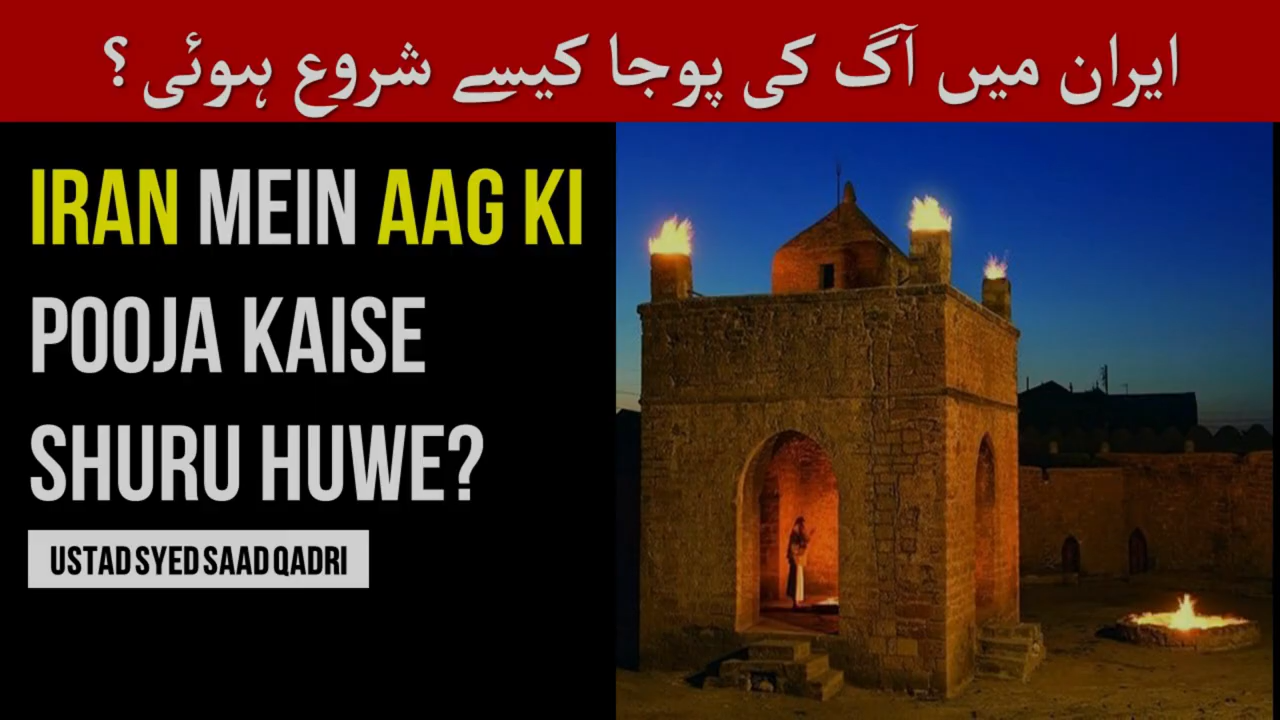 ایران میں آگ کی پوجا کیسے شروع ہوئی؟
IRAN MEIN AAG KI
POOJA KAISE
SHURU HUWE?
USTAD SYED SAAD QADRI